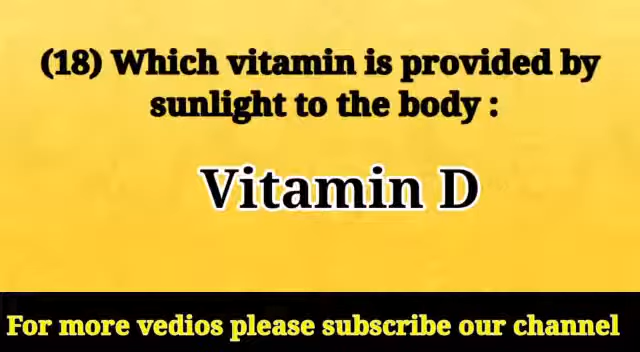 (18) Which vitamin is provided by
sunlight to the body :
Vitamin D
For more vedios please subscribe our channel